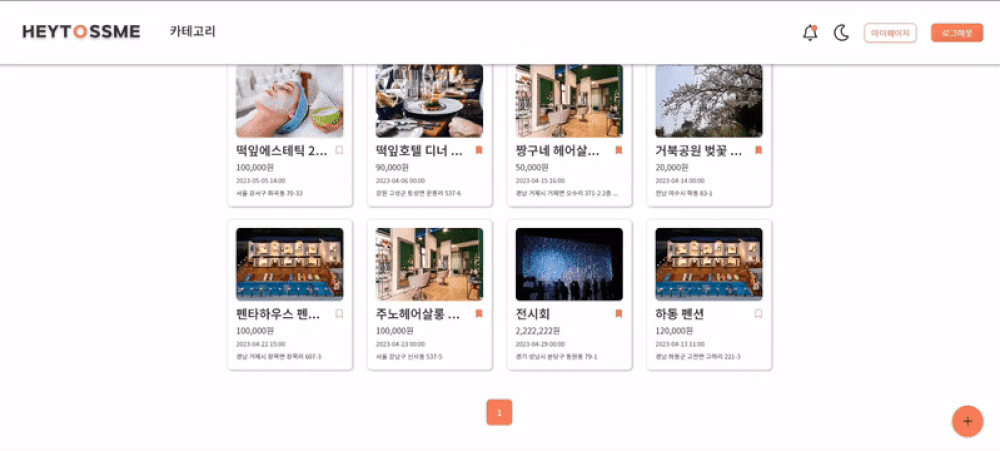 HEYTOSSME
카테고리
마이페이지
로그아웃
떡잎에스테틱 2...
100,000원
2023-05-05 14:00
서울 강서구 화곡동 70-33
떡잎호텔 디너 ...
90,000원
2023-04-06 00:00
강원 고성군 토성면 운봉리 537-6
짱구네 헤어살...
50,000원
2023-04-15 16:00
경남 거제시 거제면 오수리 371-2 2층 ...
거북공원 벚꽃 ...
20,000원
2023-04-14 00:00
전남 여수시 학동 83-1
펜타하우스 펜...
100,000원
2023-04-22 15:00
경남 거제시 장목면 장목리 607-3
주노헤어살롱 ...
100,000원
2023-04-23 00:00
서울 강남구 신사동 537-5
전시회
2,222,222원
2023-04-29 00:00
경기 성남시 분당구 동원동 79-1
하동 펜션
120,000원
2023-04-13 11:00
경남 하동군 고전면 고하리 221-3
1